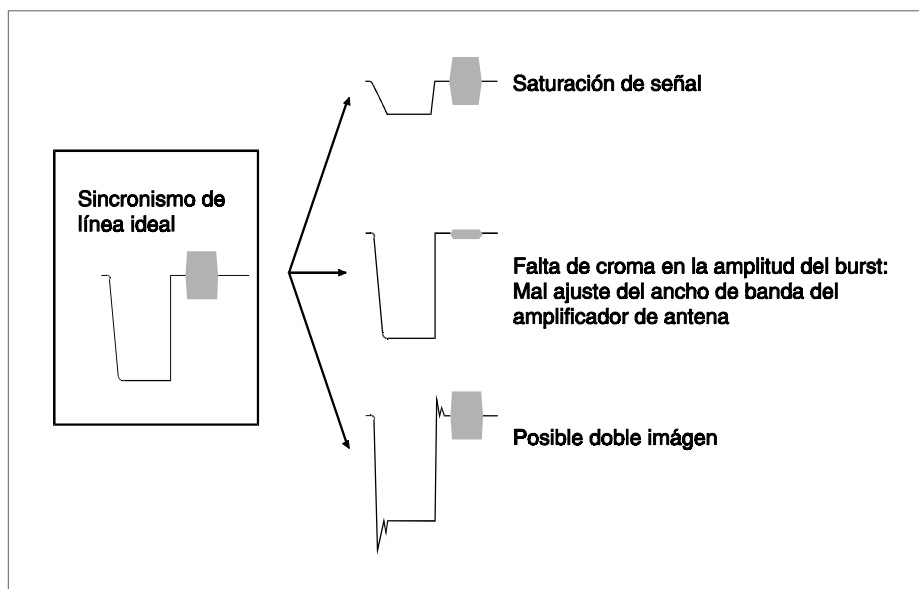 Saturación de señal
Sincronismo de
línea ideal
Falta de croma en la amplitud del burst:
Mal ajuste del ancho de banda del
amplificador de antena
Posible doble imágen